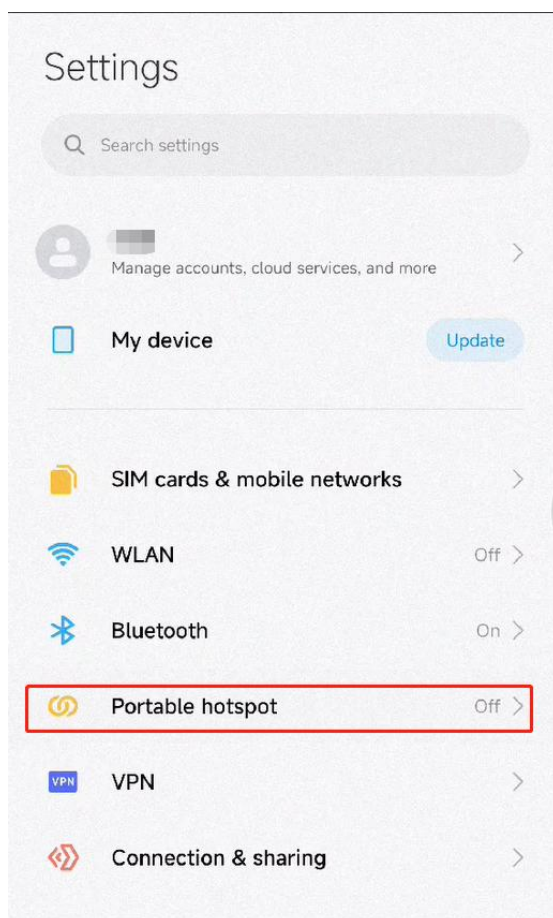 Settings
Search settings
Manage accounts, cloud services, and more
My device
Update
SIM cards & mobile networks
WLAN
Off
Bluetooth
On
Portable hotspot
Off
VPN
VPN
Connection & sharing